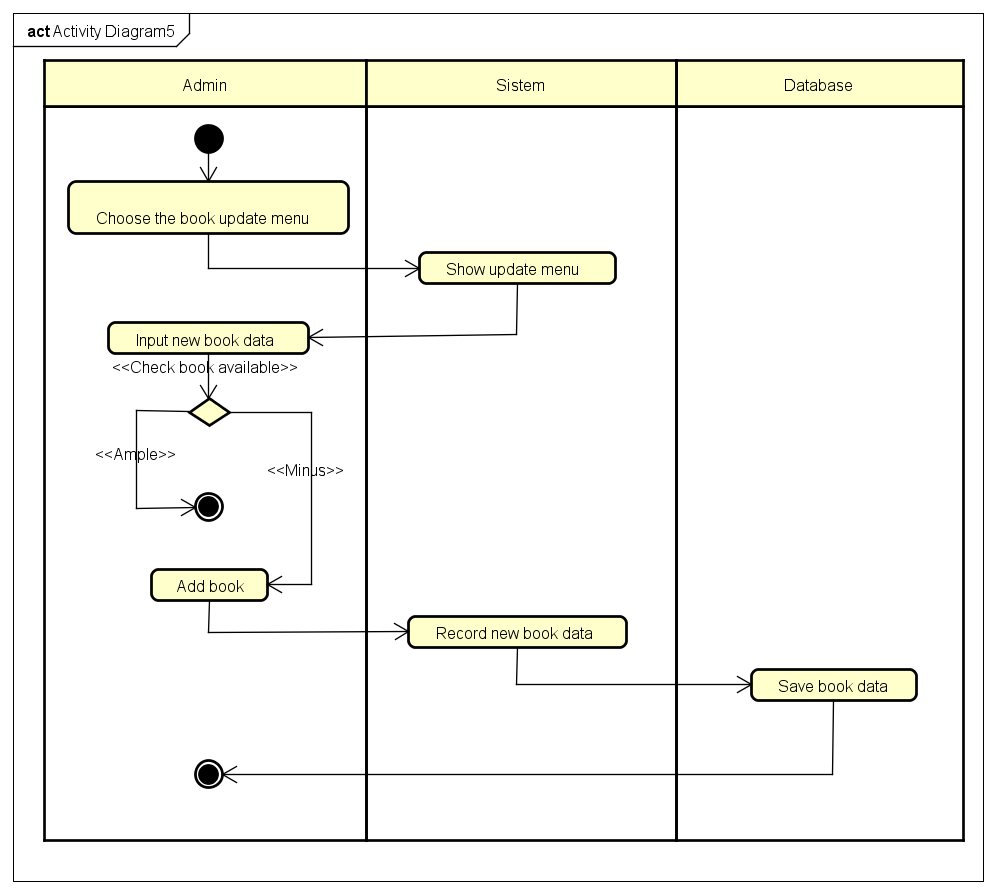 act Activity Diagram5
Admin
Sistem
Database
Choose the book update menu
Show update menu
Input new book data
<<Check book available>>
<<Ample>>
<<Minus>>
Add book
Record new book data
Save book data